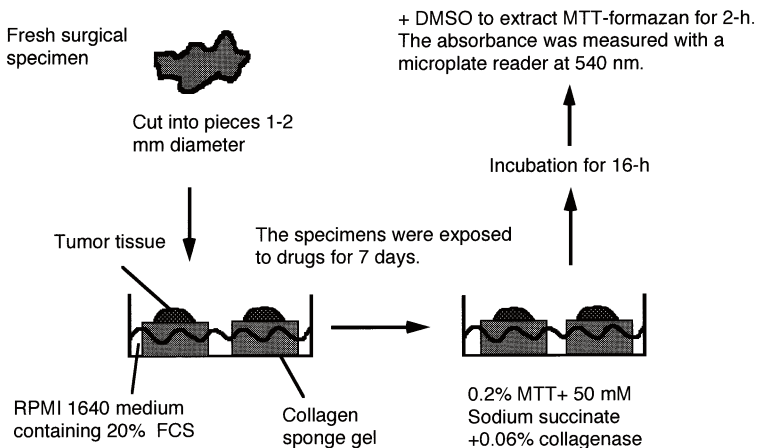 Fresh surgical
specimen
Cut into pieces 1-2
mm diameter
Tumor tissue
The specimens were exposed
to drugs for 7 days.
RPMI 1640 medium
containing 20% FCS
Collagen
sponge gel
0.2% MTT+ 50 mM
Sodium succinate
+0.06% collagenase
Incubation for 16-h
+ DMSO to extract MTT-formazan for 2-h.
The absorbance was measured with a
microplate reader at 540 nm.